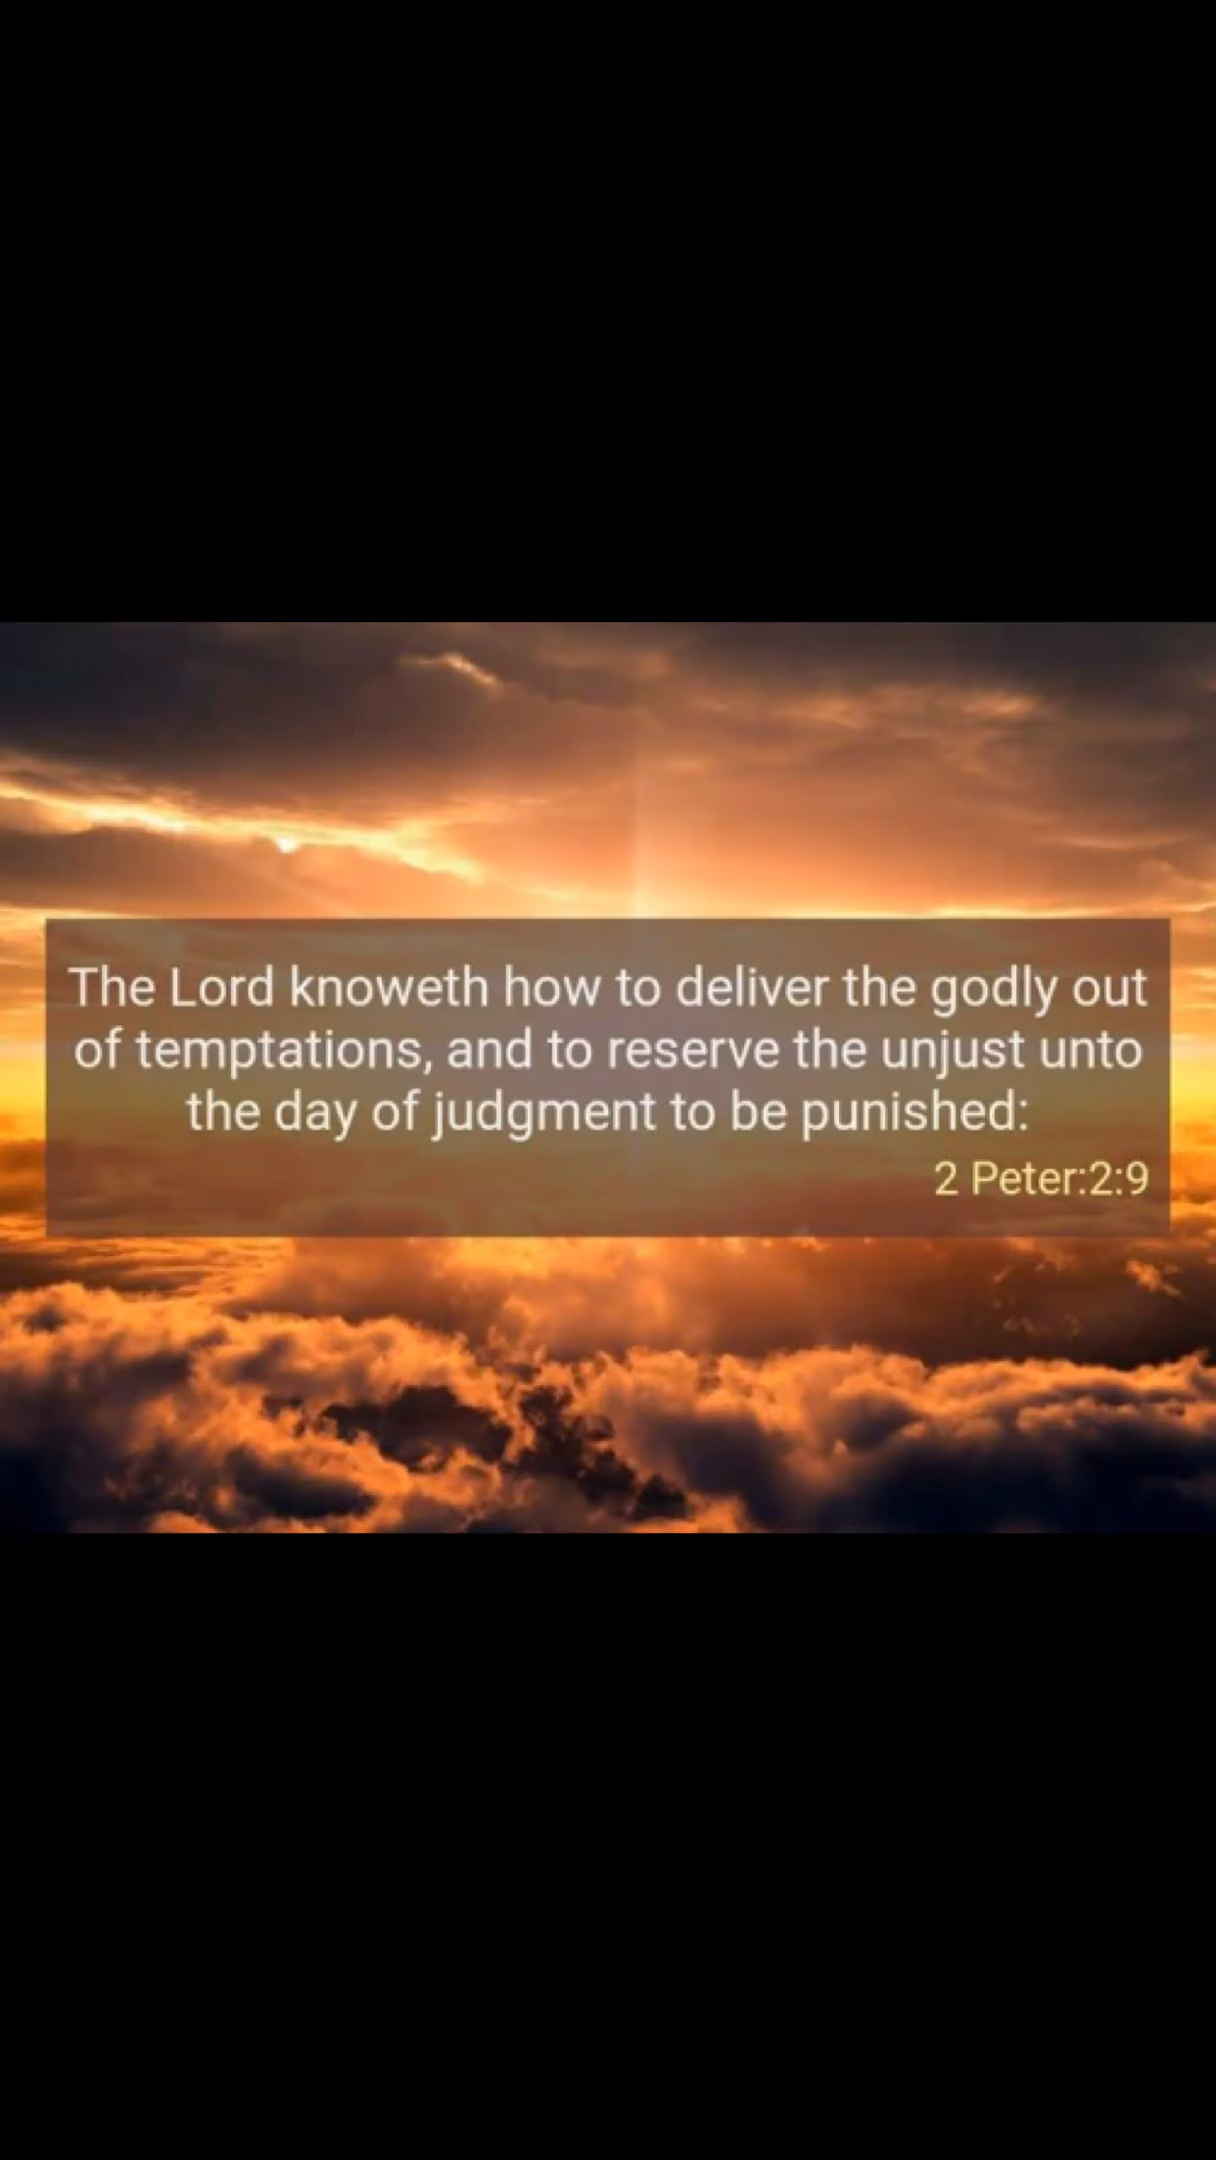 The Lord knoweth how to deliver the godly out
of temptations, and to reserve the unjust unto
the day of judgment to be punished:
2 Peter:2:9